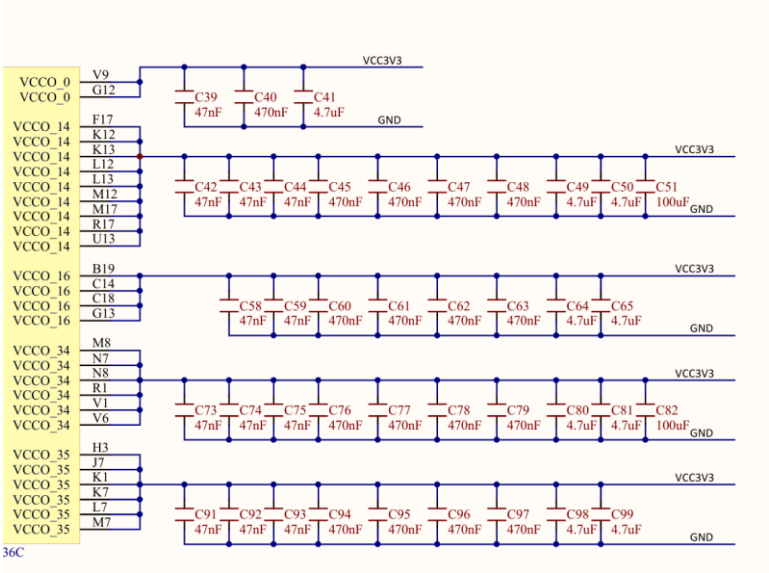 VCC3V3
VCCO_0 V9
VCCO_0 G12
C39 C40 C41
47nF 470nF 4.7uF
GND
VCCO_14 F17
VCCO_14 K12
VCCO_14 K13
VCC3V3
VCCO_14 L12
VCCO_14 L13
VCCO_14 M12
VCCO_14 M17
VCCO_14 R17
VCCO_14 U13
C42 C43 C44 C45 C46 C47 C48 C49 C50 C51
47nF 47nF 47nF 470nF 470nF 470nF 470nF 4.7uF 4.7uF 100uF
GND
VCCO_16 B19
VCC3V3
VCCO_16 C14
VCCO_16 C18
VCCO_16 G13
C58 C59 C60 C61 C62 C63 C64 C65
47nF 47nF 470nF 470nF 470nF 470nF 4.7uF 4.7uF
GND
VCCO_34 M8
VCCO_34 N7
VCCO_34 N8
VCC3V3
VCCO_34 R1
VCCO_34 V1
VCCO_34 V6
C73 C74 C75 C76 C77 C78 C79 C80 C81 C82
47nF 47nF 47nF 470nF 470nF 470nF 470nF 4.7uF 4.7uF 100uF
GND
VCCO_35 H3
VCCO_35 J7
VCCO_35 K1
VCC3V3
VCCO_35 K7
VCCO_35 L7
VCCO_35 M7
C91 C92 C93 C94 C95 C96 C97 C98 C99
47nF 47nF 47nF 470nF 470nF 470nF 470nF 4.7uF 4.7uF
GND
36C